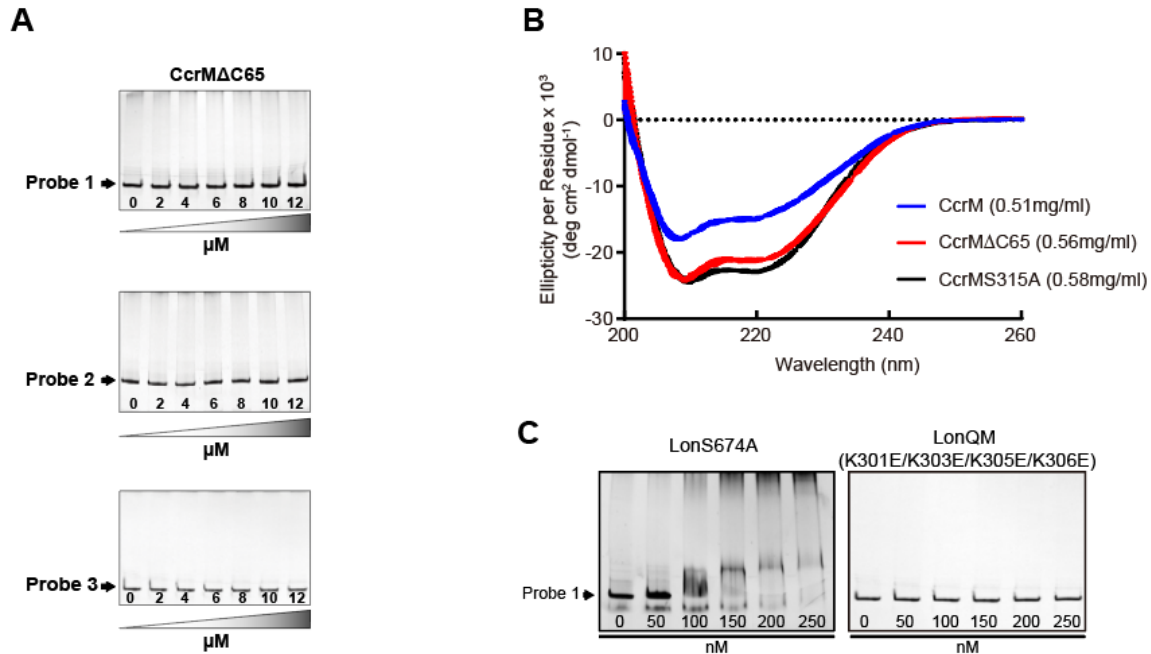 A
CcrMΔC65
Probe 1
0 2 4 6 8 10 12
μM
Probe 2
0 2 4 6 8 10 12
μM
Probe 3
0 2 4 6 8 10 12
μM
B
Ellipticity per Residue x 10³
(deg cm² dmol⁻¹)
10
0
-10
-20
-30
200 220 240 260
Wavelength (nm)
CcrM (0.51mg/ml)
CcrMΔC65 (0.56mg/ml)
CcrMS315A (0.58mg/ml)
C
LonS674A
Probe 1
0 50 100 150 200 250
nM
LonQM
(K301E/K303E/K305E/K306E)
0 50 100 150 200 250
nM